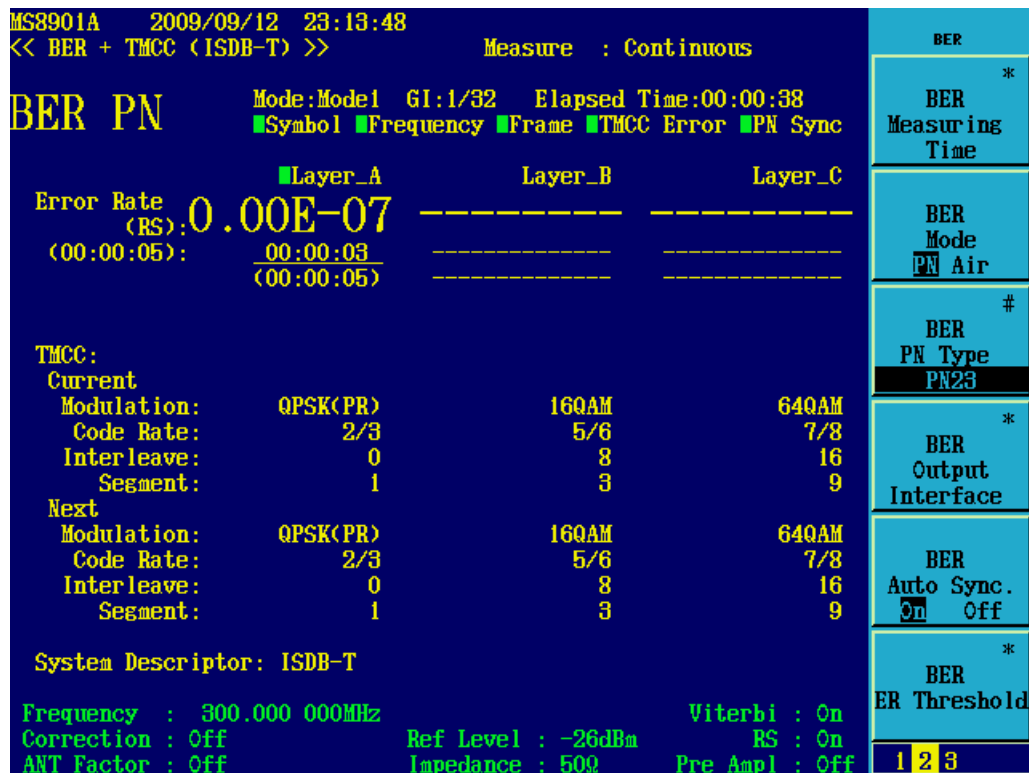 MS8901A 2009/09/12 23:13:48
<< BER + TMCC (ISDB-T) >> Measure : Continuous
BER PN
Mode:Mode1 GI:1/32 Elapsed Time:00:00:38
Symbol Frequency Frame TMCC Error PN Sync
Layer_A Layer_B Layer_C
Error Rate (RS): 0.00E-07 ---------- ----------
(00:00:05): 00:00:03 -------------- --------------
(00:00:05) -------------- --------------
TMCC:
Current
Modulation: QPSK(PR) 16QAM 64QAM
Code Rate: 2/3 5/6 7/8
Interleave: 0 8 16
Segment: 1 3 9
Next
Modulation: QPSK(PR) 16QAM 64QAM
Code Rate: 2/3 5/6 7/8
Interleave: 0 8 16
Segment: 1 3 9
System Descriptor: ISDB-T
Frequency : 300.000 000MHz Viterbi : On
Correction : Off Ref Level : -26dBm RS : On
ANT Factor : Off Impedance : 50Ω Pre Ampl : Off
BER
*
BER
Measuring
Time
BER
Mode
PN Air
#
BER
PN Type
PN23
*
BER
Output
Interface
BER
Auto Sync.
On Off
*
BER
ER Threshold
1 2 3